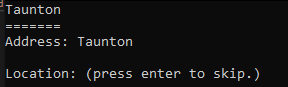 Taunton
=======
Address: Taunton
Location: (press enter to skip.)